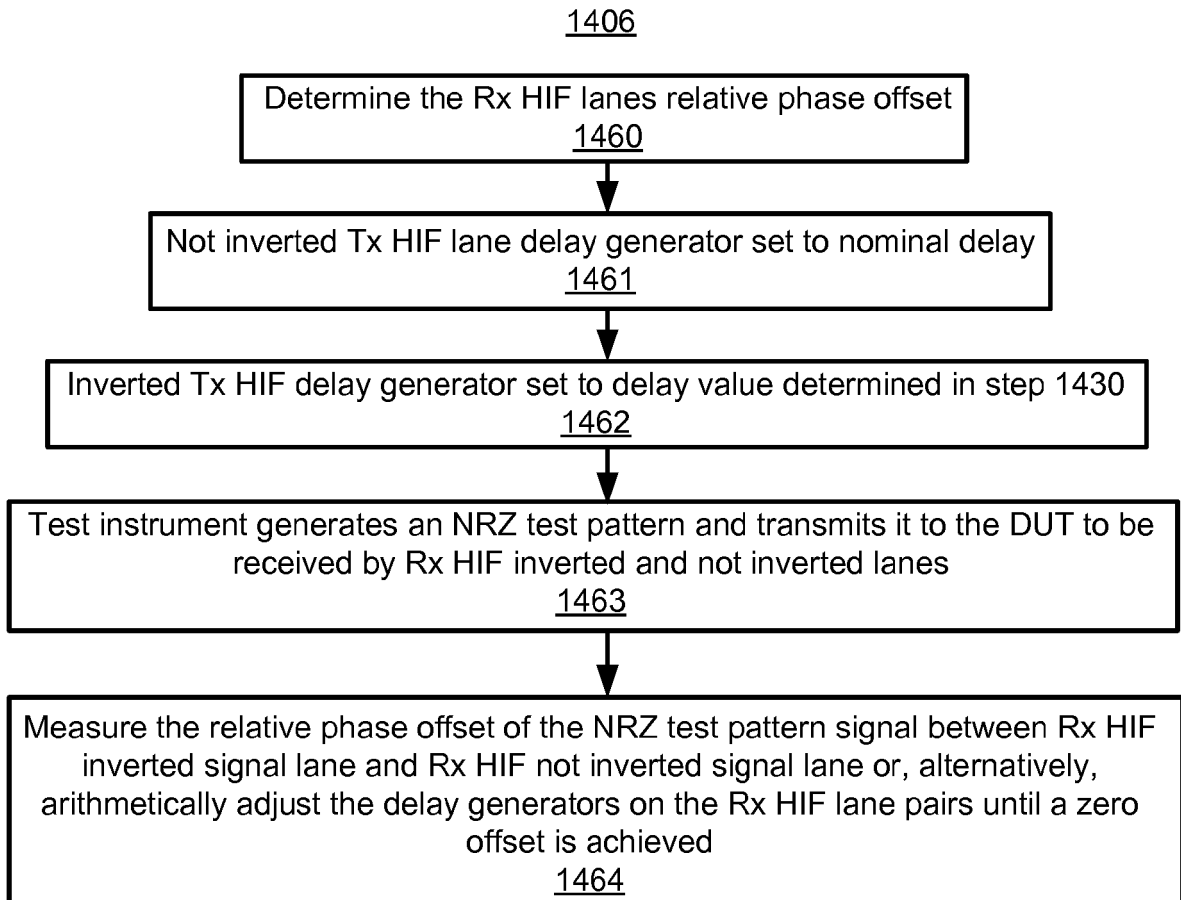 1406
Determine the Rx HIF lanes relative phase offset
1460
Not inverted Tx HIF lane delay generator set to nominal delay
1461
Inverted Tx HIF delay generator set to delay value determined in step 1430
1462
Test instrument generates an NRZ test pattern and transmits it to the DUT to be
received by Rx HIF inverted and not inverted lanes
1463
Measure the relative phase offset of the NRZ test pattern signal between Rx HIF
inverted signal lane and Rx HIF not inverted signal lane or, alternatively,
arithmetically adjust the delay generators on the Rx HIF lane pairs until a zero
offset is achieved
1464